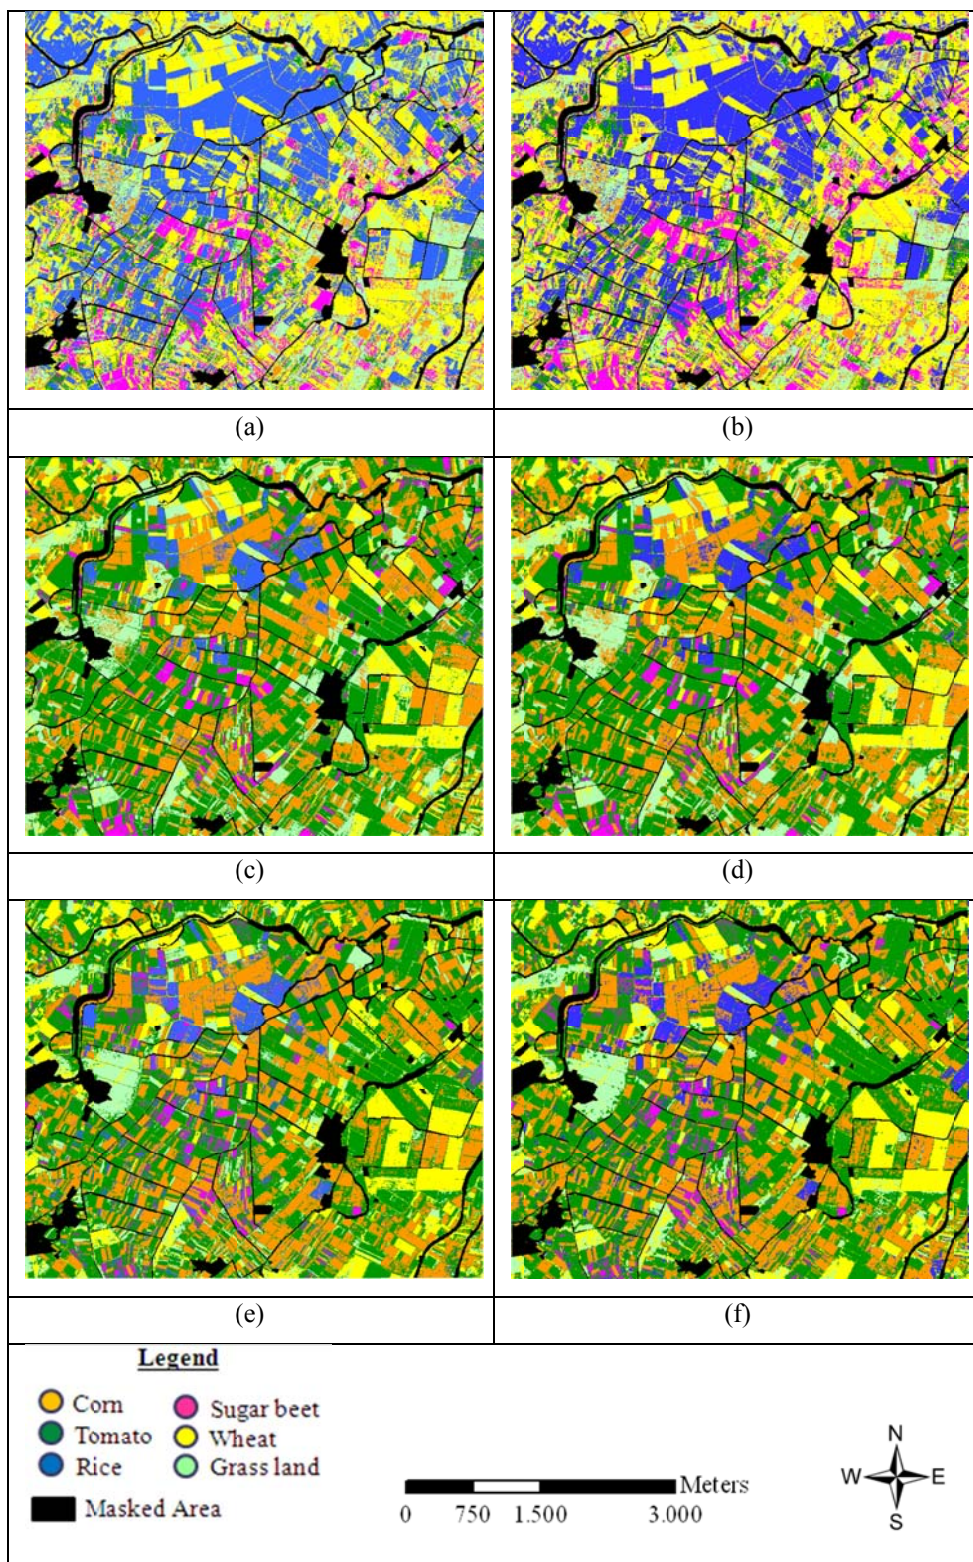 (a)
(b)
(c)
(d)
(e)
(f)
Legend
Corn
Sugar beet
Tomato
Wheat
Rice
Grass land
Masked Area
Meters
0 750 1.500 3.000
N
W E
S